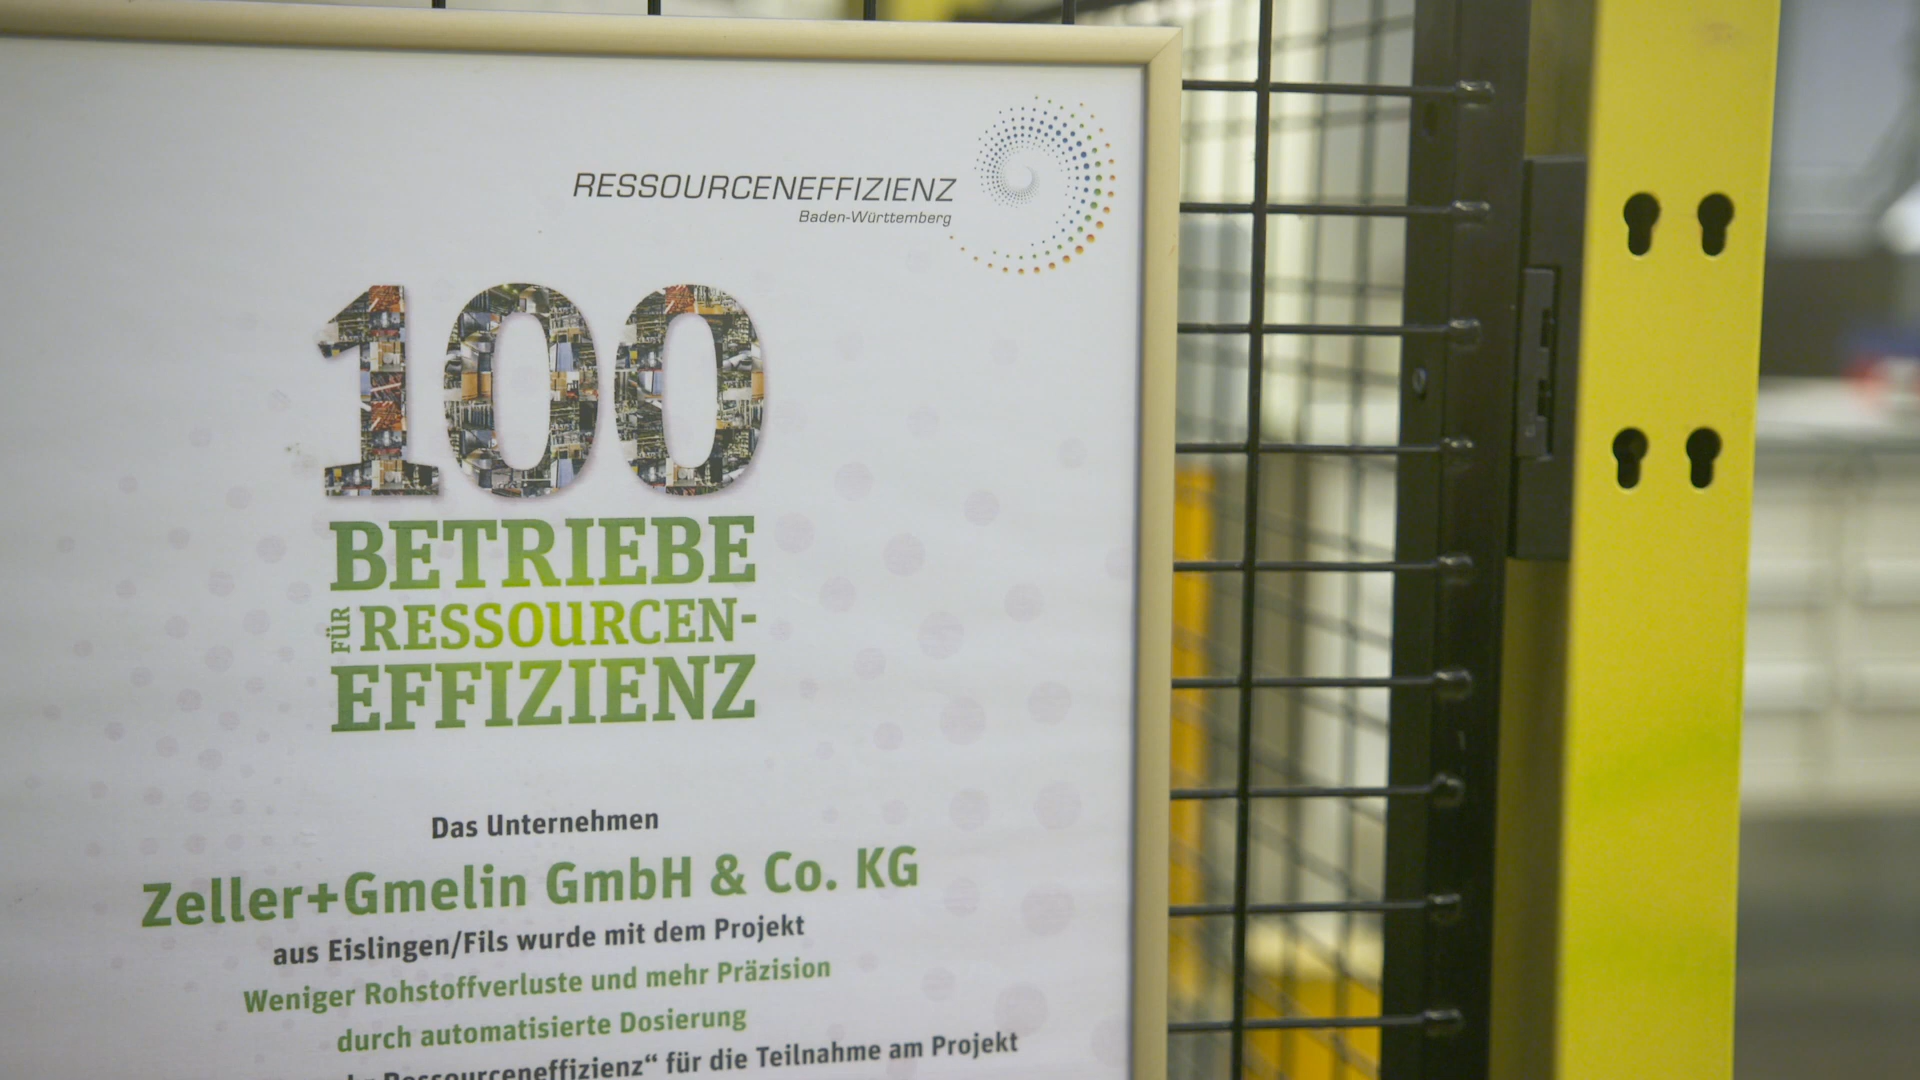 RESSOURCENEFFIZIENZ
Baden-Württemberg
100
BETRIEBE
FÜR RESSOURCEN-
EFFIZIENZ
Das Unternehmen
Zeller+Gmelin GmbH & Co. KG
aus Eislingen/Fils wurde mit dem Projekt
Weniger Rohstoffverluste und mehr Präzision
durch automatisierte Dosierung
Ressourceneffizienz“ für die Teilnahme am Projekt